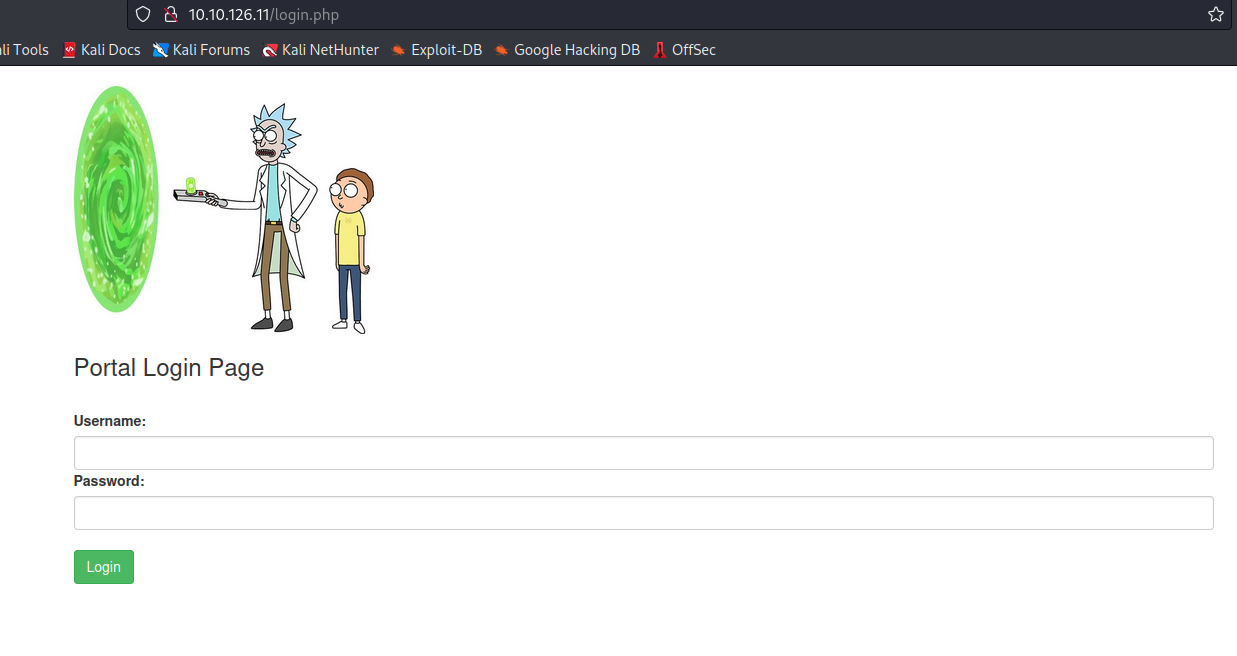 10.10.126.11/login.php
ali Tools Kali Docs Kali Forums Kali NetHunter Exploit-DB Google Hacking DB OffSec
Portal Login Page
Username:
Password:
Login